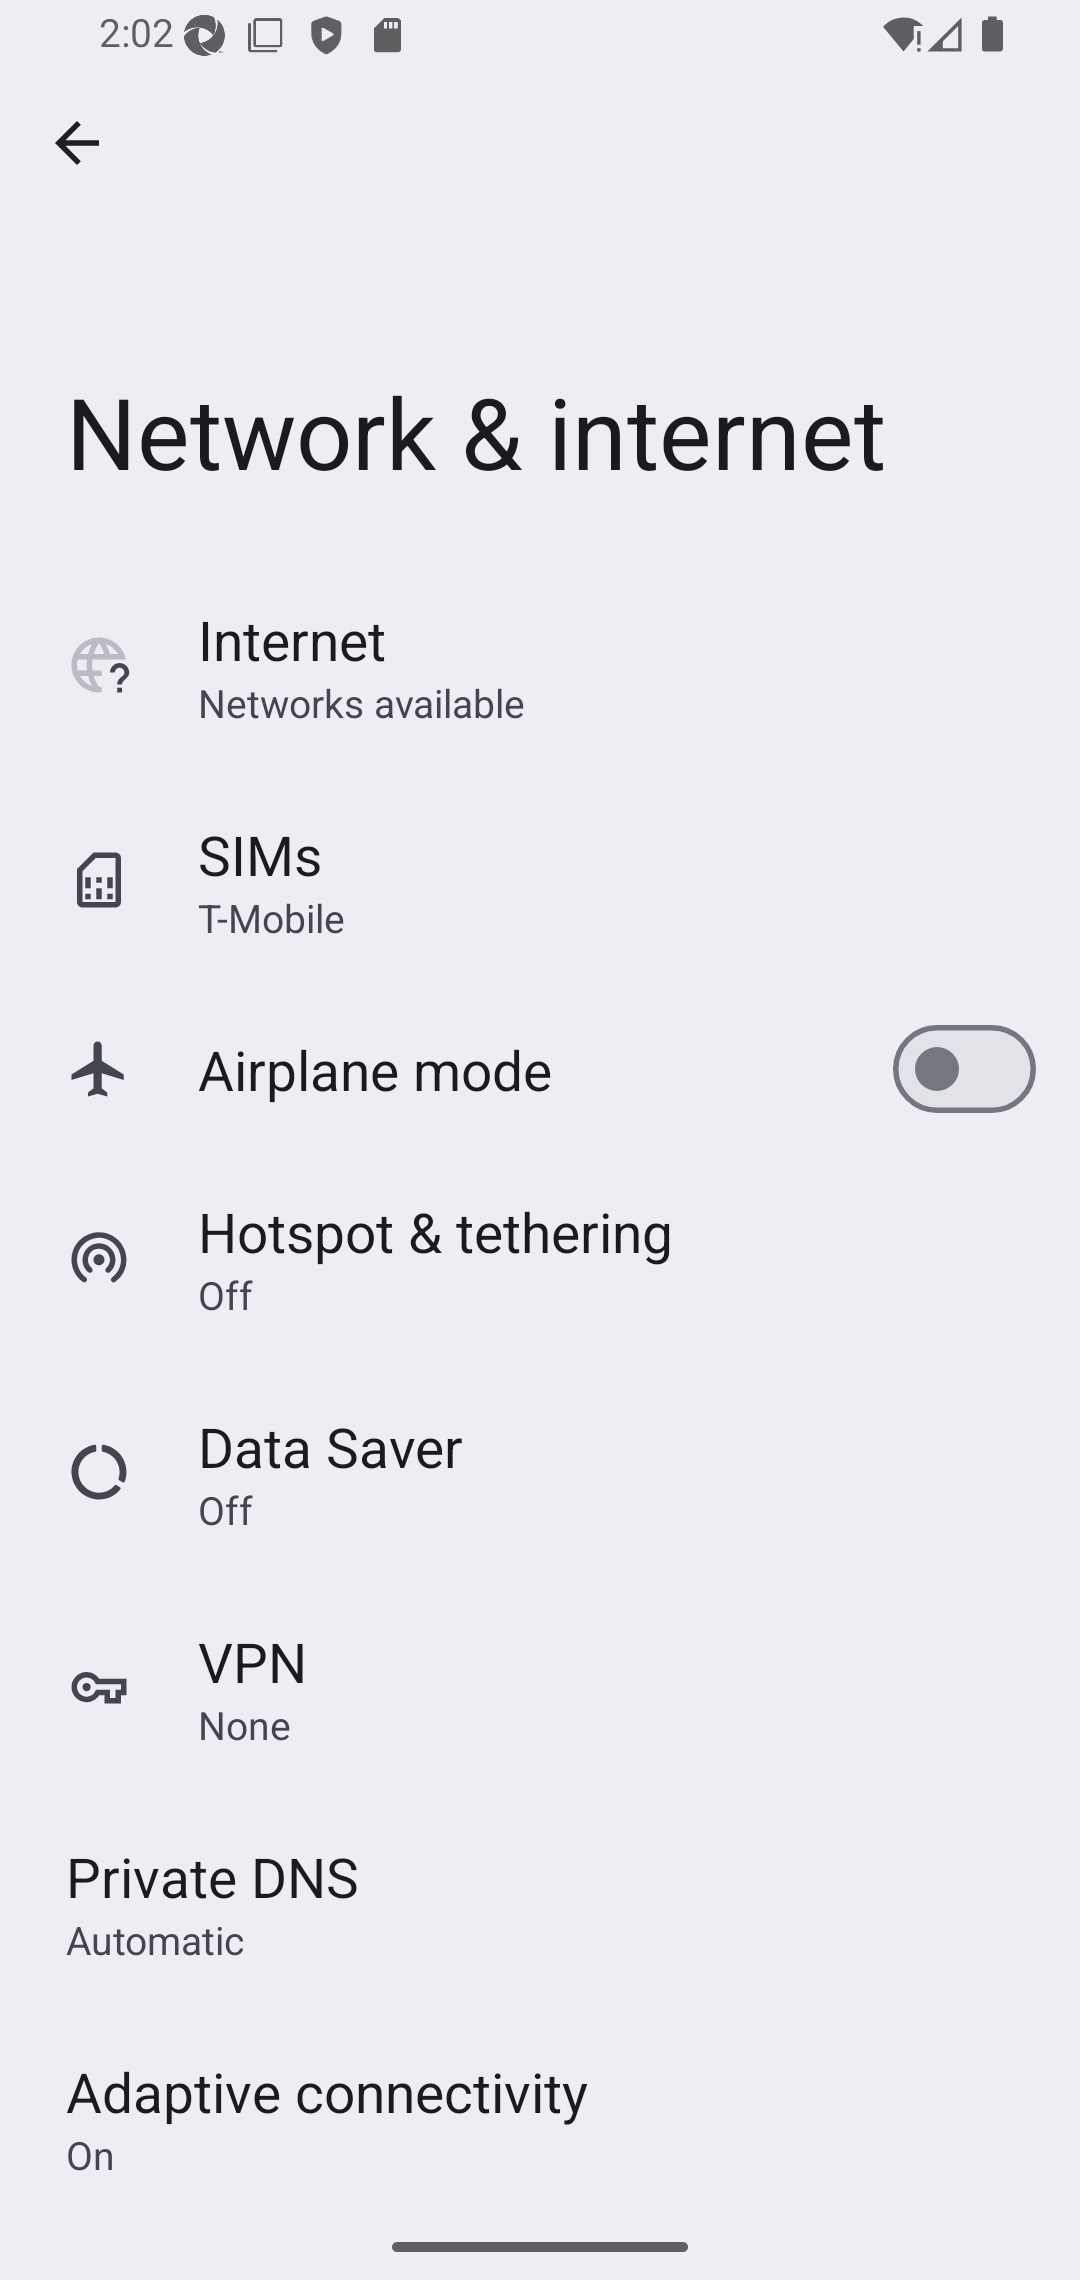 2:02
Network & internet
Internet
Networks available
SIMs
T-Mobile
Airplane mode
Hotspot & tethering
Off
Data Saver
Off
VPN
None
Private DNS
Automatic
Adaptive connectivity
On